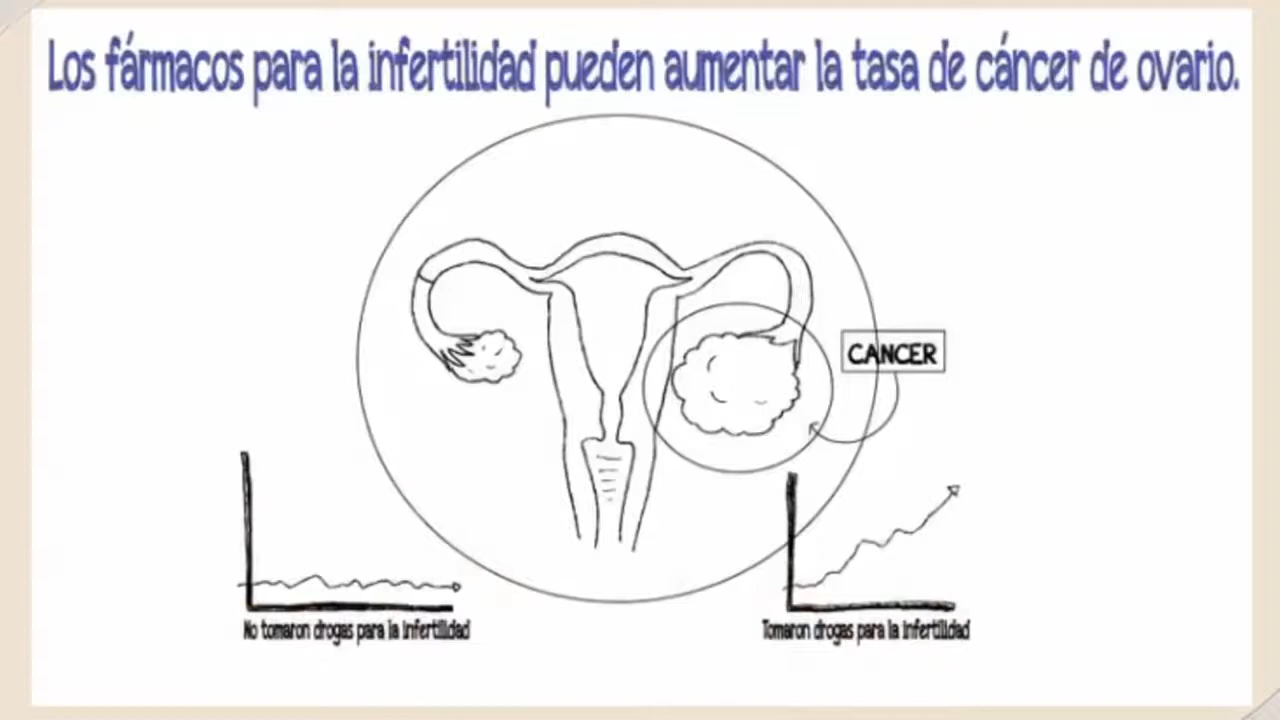 Los fármacos para la infertilidad pueden aumentar la tasa de cáncer de ovario.
CANCER
No tomaron drogas para la infertilidad
Tomaron drogas para la infertilidad